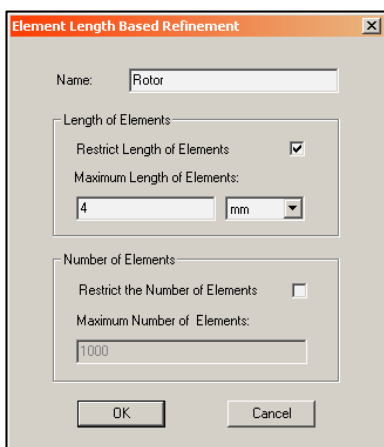 Element Length Based Refinement
Name: Rotor
Length of Elements
Restrict Length of Elements
Maximum Length of Elements:
4 mm
Number of Elements
Restrict the Number of Elements
Maximum Number of Elements:
1000
OK Cancel